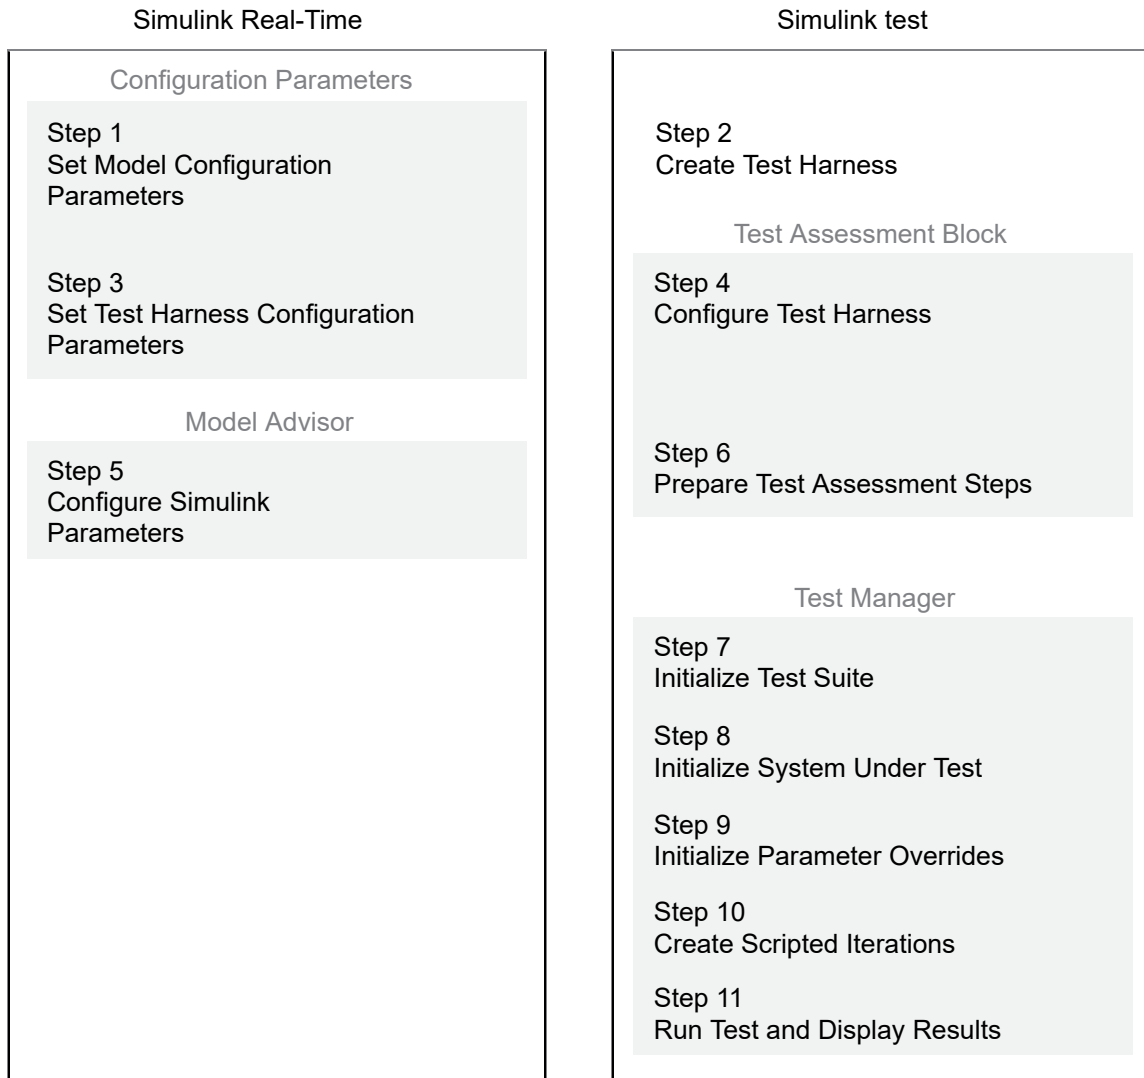 Simulink Real-Time
Configuration Parameters
Step 1
Set Model Configuration
Parameters
Step 3
Set Test Harness Configuration
Parameters
Model Advisor
Step 5
Configure Simulink
Parameters
Simulink test
Step 2
Create Test Harness
Test Assessment Block
Step 4
Configure Test Harness
Step 6
Prepare Test Assessment Steps
Test Manager
Step 7
Initialize Test Suite
Step 8
Initialize System Under Test
Step 9
Initialize Parameter Overrides
Step 10
Create Scripted Iterations
Step 11
Run Test and Display Results